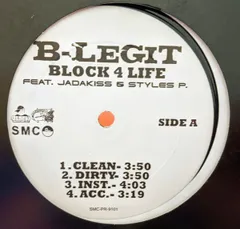 B-LEGIT
BLOCK 4 LIFE
FEAT. JADAKISS & STYLES P.
SMC
SIDE A
1. CLEAN- 3:50
2. DIRTY- 3:50
3. INST.- 4:03
4. ACC.- 3:19